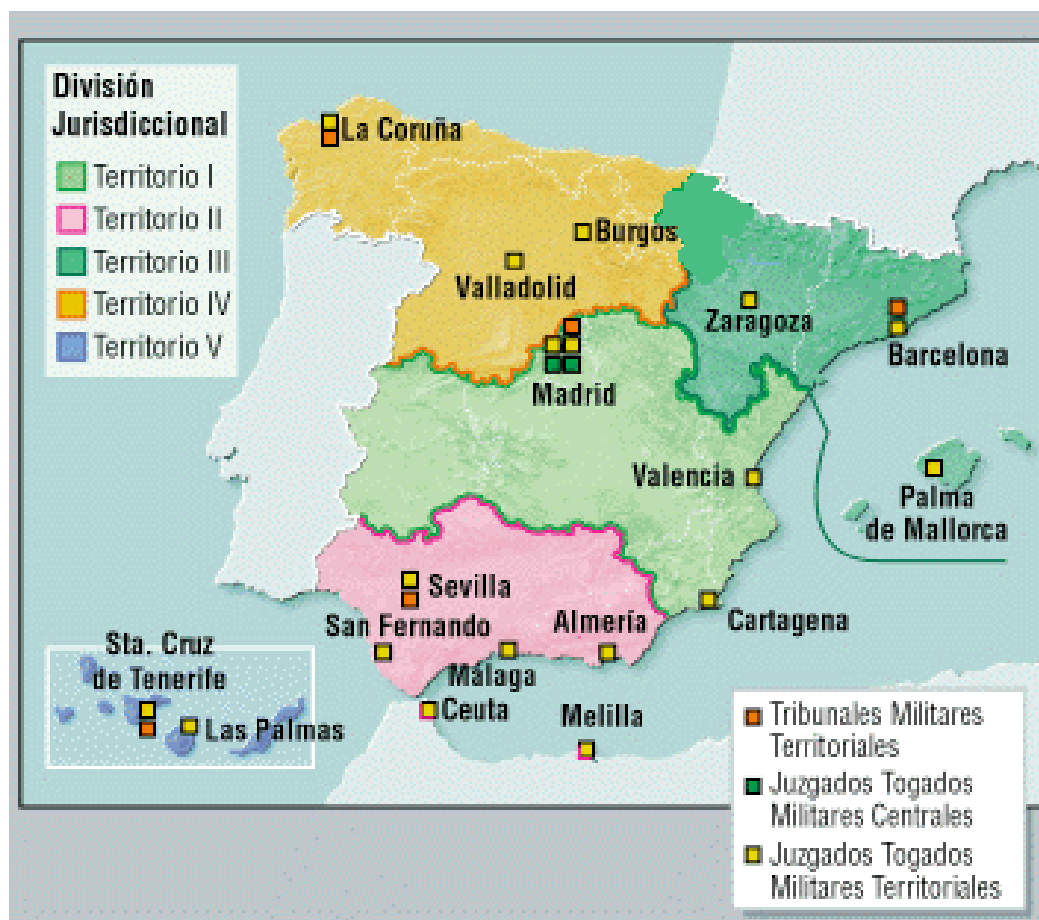 División
Jurisdiccional
Territorio I
Territorio II
Territorio III
Territorio IV
Territorio V
La Coruña
Burgos
Valladolid
Zaragoza
Barcelona
Madrid
Valencia
Palma
de Mallorca
Sevilla
San Fernando
Almería
Cartagena
Málaga
Ceuta
Melilla
Sta. Cruz
de Tenerife
Las Palmas
Tribunales Militares
Territoriales
Juzgados Togados
Militares Centrales
Juzgados Togados
Militares Territoriales